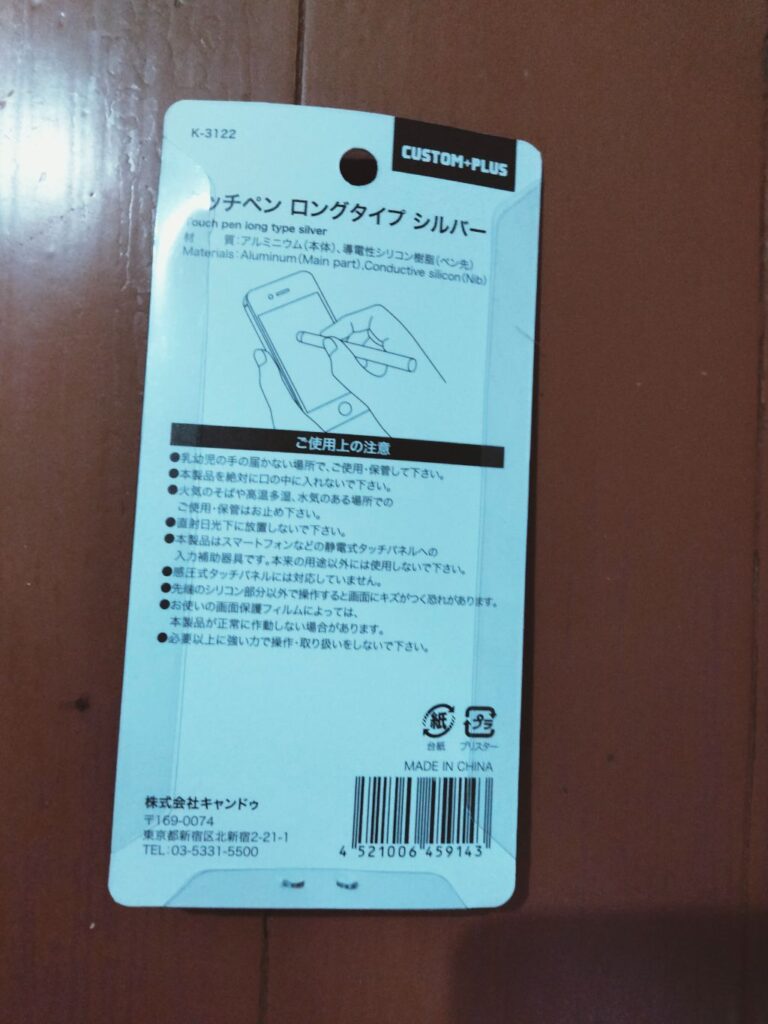 K-3122
CUSTOM+PLUS
ッチペン ロングタイプ シルバー
ouch pen long type silver
材 質:アルミニウム(本体)、導電性シリコン樹脂(ペン先)
Materials:Aluminum(Main part),Conductive silicon(Nib)
ご使用上の注意
●乳幼児の手の届かない場所で、ご使用・保管して下さい。
●本製品を絶対に口の中に入れないで下さい。
●火気のそばや高温多湿、水気のある場所での
ご使用・保管はお止め下さい。
●直射日光下に放置しないで下さい。
●本製品はスマートフォンなどの静電式タッチパネルへの
入力補助器具です。本来の用途以外には使用しないで下さい。
●感圧式タッチパネルには対応していません。
●先端のシリコン部分以外で操作すると画面にキズがつく恐れがあります。
●お使いの画面保護フィルムによっては、
本製品が正常に作動しない場合があります。
●必要以上に強い力で操作・取り扱いをしないで下さい。
紙 プラ
台紙 ブリスター
MADE IN CHINA
株式会社キャンドゥ
〒169-0074
東京都新宿区北新宿2-21-1
TEL:03-5331-5500
4 521006 459143